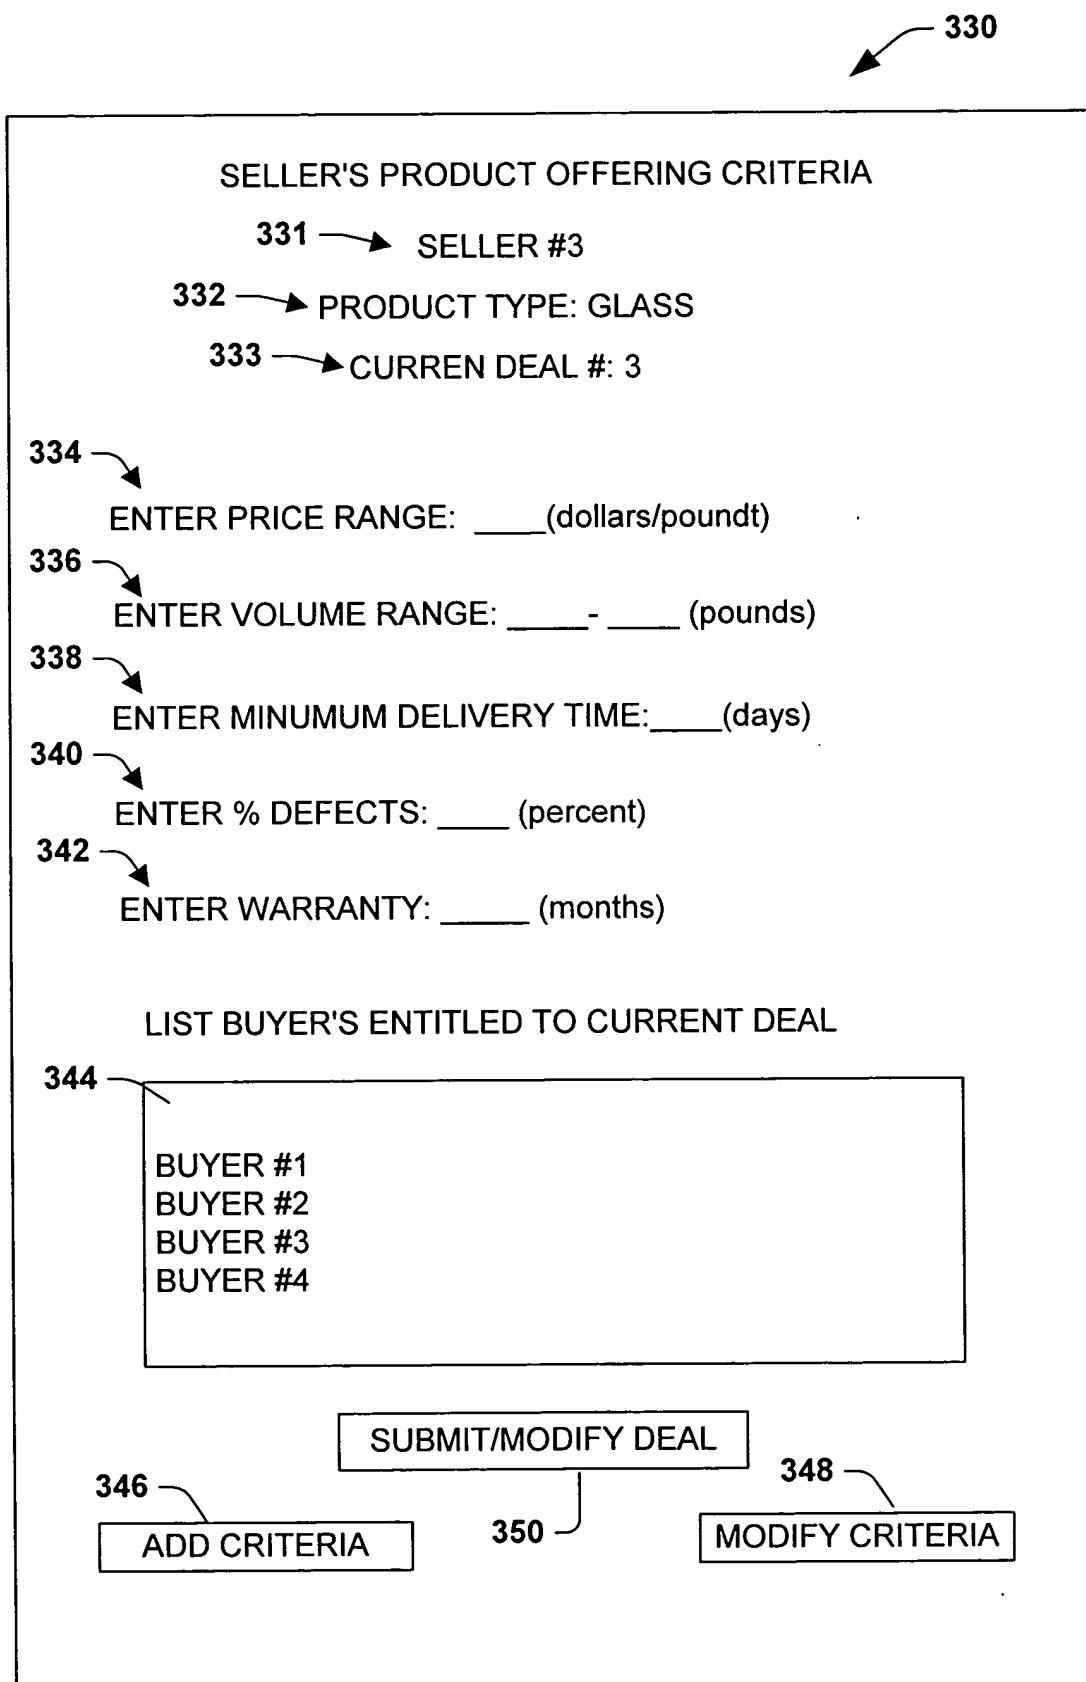 330
SELLER'S PRODUCT OFFERING CRITERIA
331 SELLER #3
332 PRODUCT TYPE: GLASS
333 CURREN DEAL #: 3
334
ENTER PRICE RANGE: ____(dollars/poundt)
336
ENTER VOLUME RANGE: _____- ____ (pounds)
338
ENTER MINUMUM DELIVERY TIME:____(days)
340
ENTER % DEFECTS: ____ (percent)
342
ENTER WARRANTY: _____ (months)
LIST BUYER'S ENTITLED TO CURRENT DEAL
344
BUYER #1
BUYER #2
BUYER #3
BUYER #4
SUBMIT/MODIFY DEAL
346 350 348
ADD CRITERIA MODIFY CRITERIA